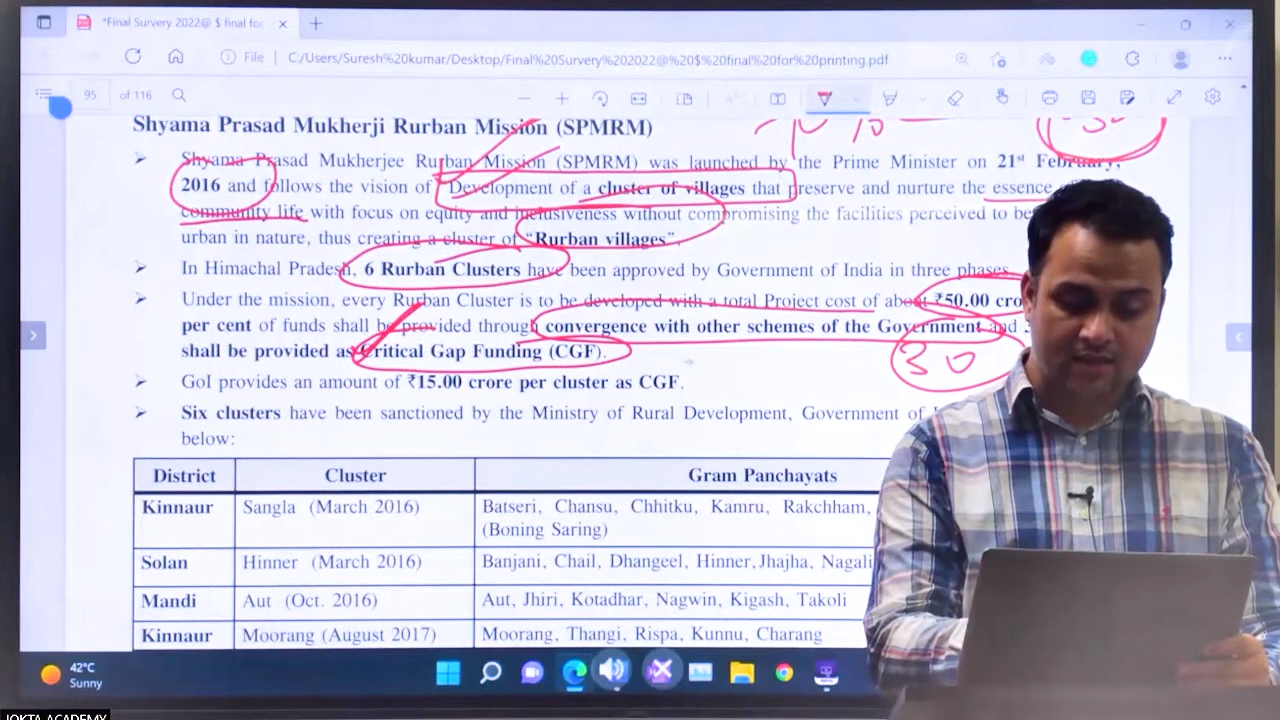 *Final Survery 2022@ $ final for
File
C:/Users/Suresh%20kumar/Desktop/Final%20Survery%202022@%20$%20final%20for%20printing.pdf
95 of 116
Shyama Prasad Mukherji Rurban Mission (SPMRM)
Shyama Prasad Mukherjee Rurban Mission (SPMRM) was launched by the Prime Minister on 21st February,
2016 and follows the vision of "Development of a cluster of villages that preserve and nurture the essence
community life with focus on equity and inclusiveness without compromising the facilities perceived to be
urban in nature, thus creating a cluster of "Rurban villages".
In Himachal Pradesh, 6 Rurban Clusters have been approved by Government of India in three phases
Under the mission, every Rurban Cluster is to be developed with a total Project cost of about ₹50.00
per cent of funds shall be provided through convergence with other schemes of the Government and
30
shall be provided as Critical Gap Funding (CGF).
GoI provides an amount of ₹15.00 crore per cluster as CGF.
Six clusters have been sanctioned by the Ministry of Rural Development, Government of
below:
District Cluster Gram Panchayats
Kinnaur Sangla (March 2016) Batseri, Chansu, Chhitku, Kamru, Rakchham,
(Boning Saring)
Solan Hinner (March 2016) Banjani, Chail, Dhangeel, Hinner, Jhajha, Nagali
Mandi Aut (Oct. 2016) Aut, Jhiri, Kotadhar, Nagwin, Kigash, Takoli
Kinnaur Moorang (August 2017) Moorang, Thangi, Rispa, Kunnu, Charang
42°C
Sunny
JOKTA ACADEMY